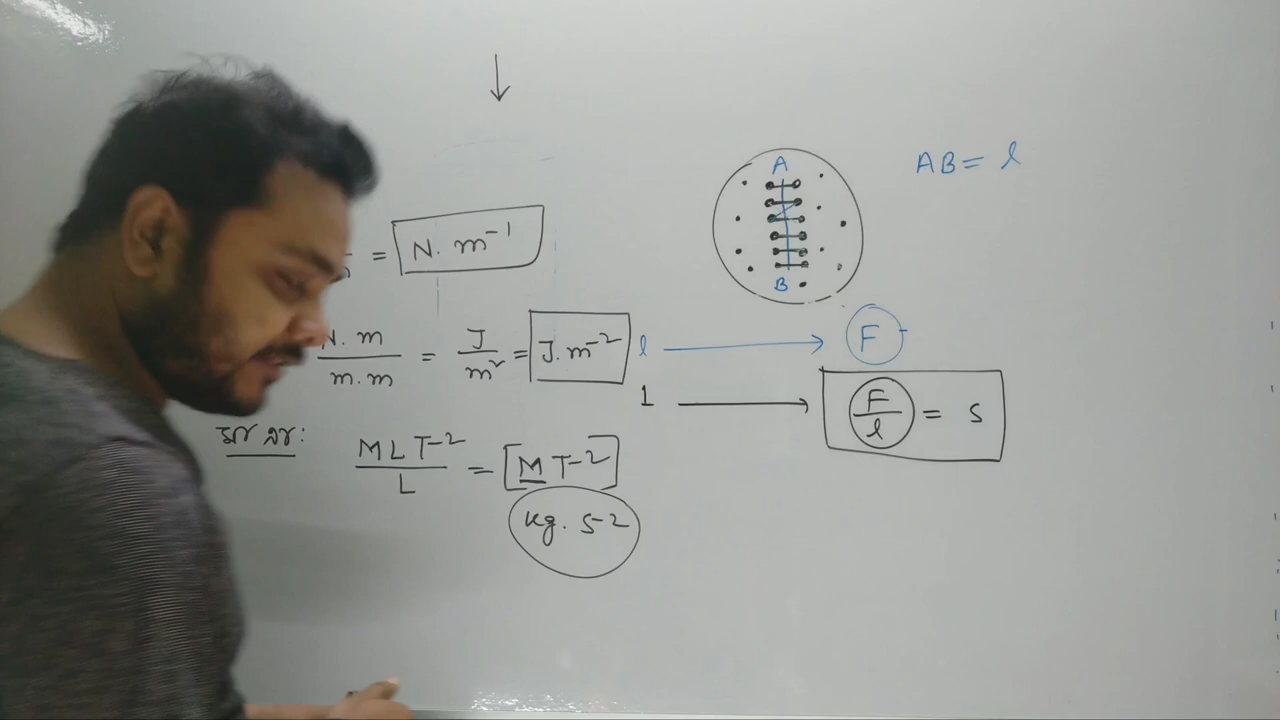 AB = l
A
= N. m⁻¹
B
N. m / m. m = J / m² = J. m⁻²
l → F
1 → F / l = s
MLT⁻² / L = [MT⁻²]
kg. s-2